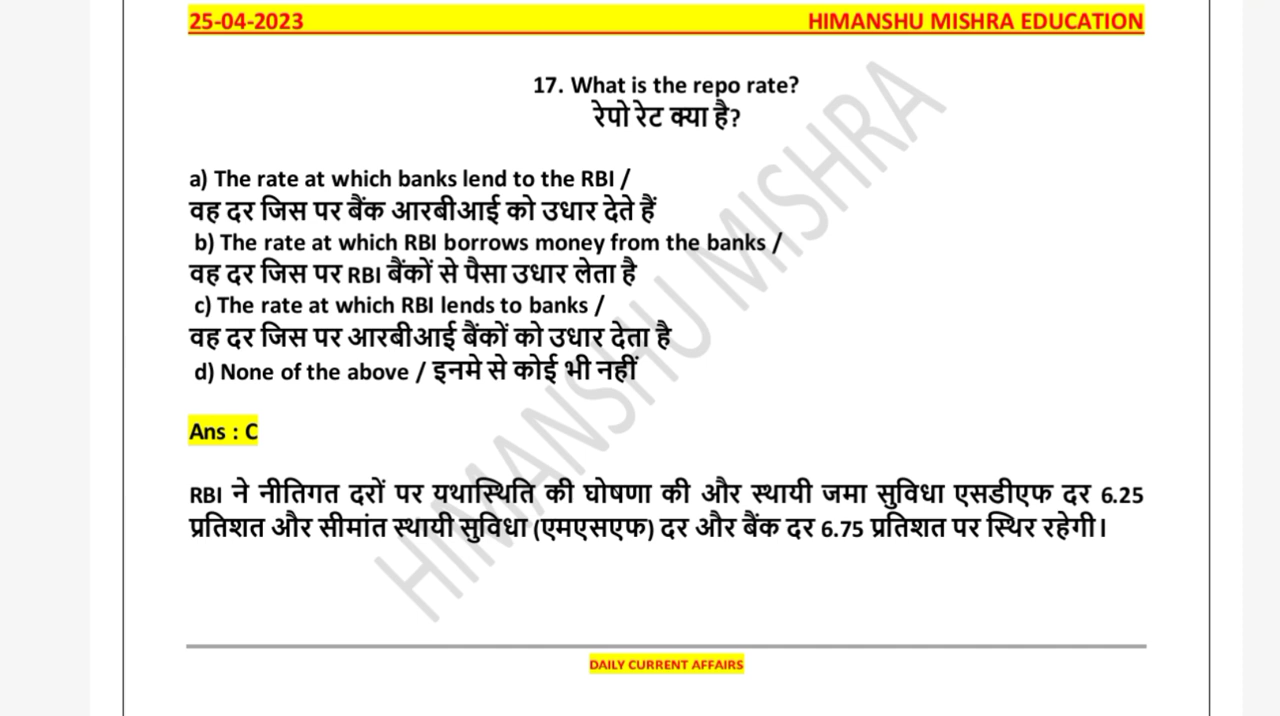 25-04-2023 HIMANSHU MISHRA EDUCATION
17. What is the repo rate?
रेपो रेट क्या है?
a) The rate at which banks lend to the RBI /
वह दर जिस पर बैंक आरबीआई को उधार देते हैं
b) The rate at which RBI borrows money from the banks /
वह दर जिस पर RBI बैंकों से पैसा उधार लेता है
c) The rate at which RBI lends to banks /
वह दर जिस पर आरबीआई बैंकों को उधार देता है
d) None of the above / इनमे से कोई भी नहीं
Ans : C
RBI ने नीतिगत दरों पर यथास्थिति की घोषणा की और स्थायी जमा सुविधा एसडीएफ दर 6.25
प्रतिशत और सीमांत स्थायी सुविधा (एमएसएफ) दर और बैंक दर 6.75 प्रतिशत पर स्थिर रहेगी।
HIMANSHU MISHRA
DAILY CURRENT AFFAIRS